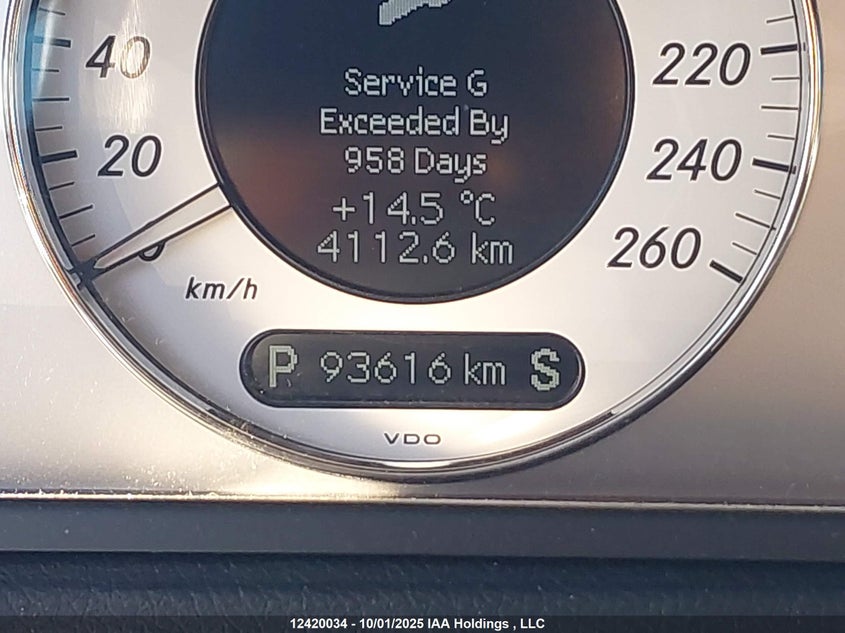 40
20
0
km/h
Service G
Exceeded By
958 Days
+14.5 °C
4112.6 km
220
240
260
P 93616 km S
VDO
12420034 - 10/01/2025 IAA Holdings , LLC